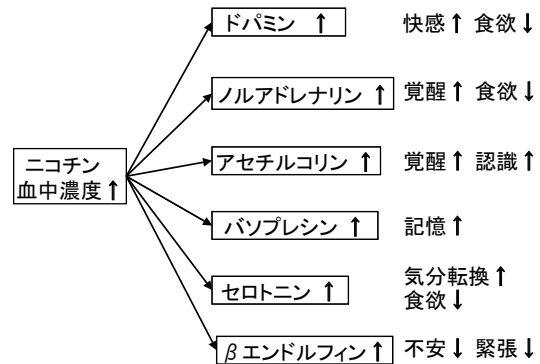 ドパミン ↑ 快感↑ 食欲↓
ノルアドレナリン ↑ 覚醒↑ 食欲↓
ニコチン
血中濃度↑
アセチルコリン ↑ 覚醒↑ 認識↑
バソプレシン ↑ 記憶↑
セロトニン ↑ 気分転換↑
食欲↓
βエンドルフィン↑ 不安↓ 緊張↓